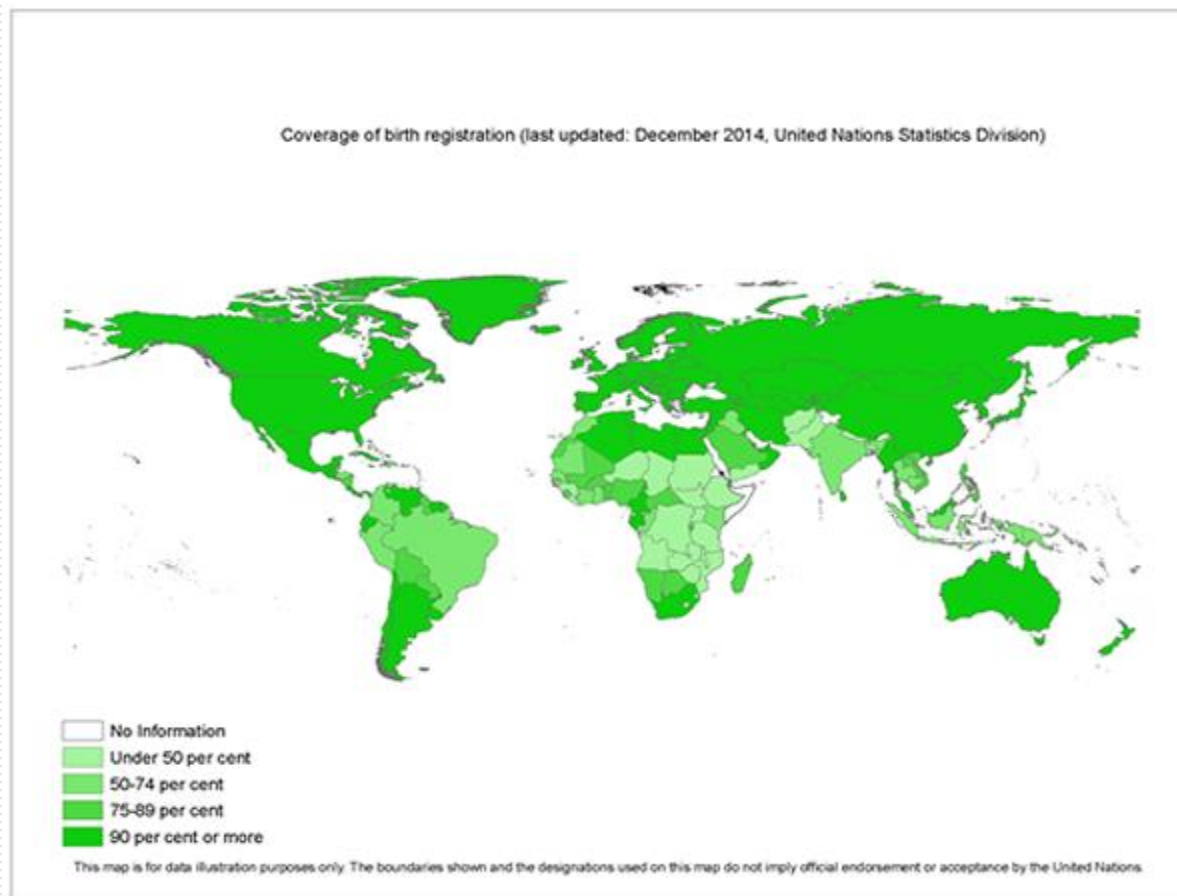 Coverage of birth registration (last updated: December 2014, United Nations Statistics Division)
No Information
Under 50 per cent
50-74 per cent
75-89 per cent
90 per cent or more
This map is for data illustration purposes only. The boundaries shown and the designations used on this map do not imply official endorsement or acceptance by the United Nations.